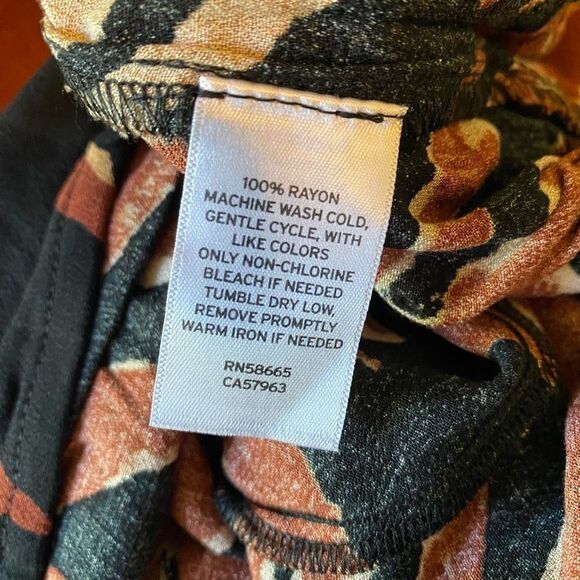 100% RAYON
MACHINE WASH COLD,
GENTLE CYCLE, WITH
LIKE COLORS
ONLY NON-CHLORINE
BLEACH IF NEEDED
TUMBLE DRY LOW,
REMOVE PROMPTLY
WARM IRON IF NEEDED
RN58665
CA57963